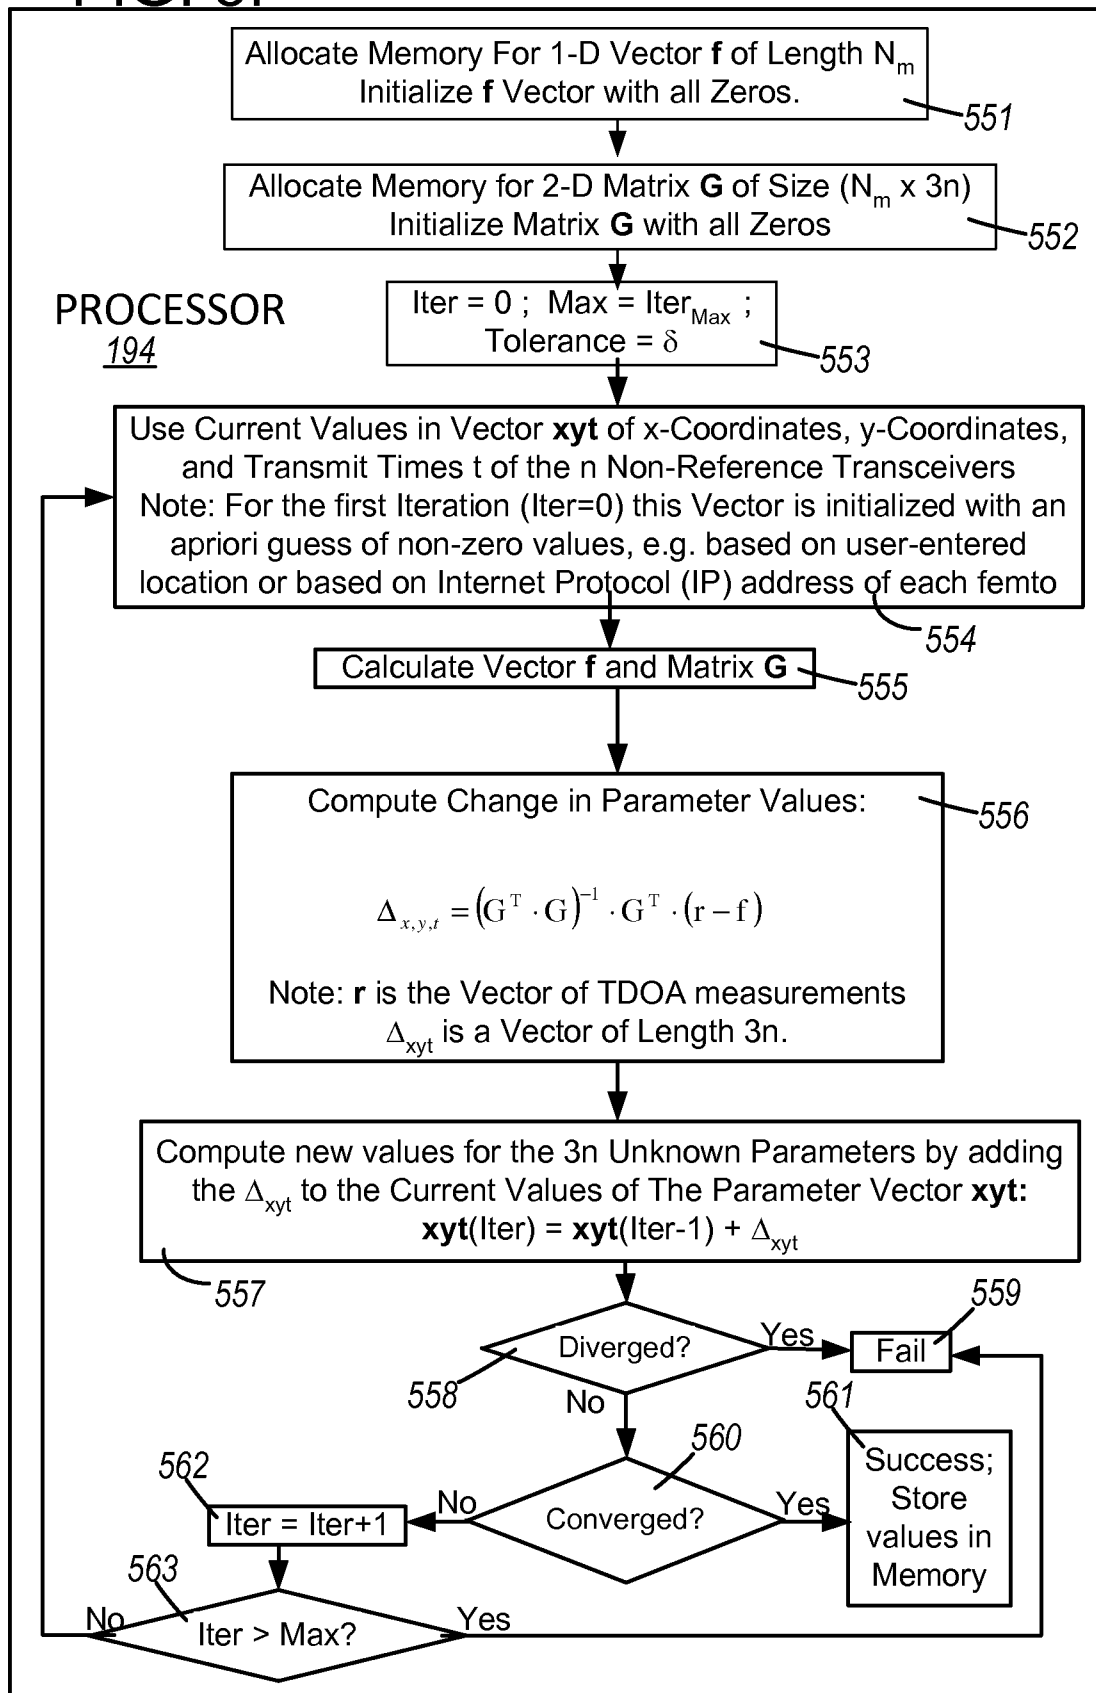 Allocate Memory For 1-D Vector f of Length Nm
Initialize f Vector with all Zeros.
551
Allocate Memory for 2-D Matrix G of Size (Nm x 3n)
Initialize Matrix G with all Zeros
552
PROCESSOR
194
Iter = 0 ; Max = IterMax ;
Tolerance = δ
553
Use Current Values in Vector xyt of x-Coordinates, y-Coordinates,
and Transmit Times t of the n Non-Reference Transceivers
Note: For the first Iteration (Iter=0) this Vector is initialized with an
apriori guess of non-zero values, e.g. based on user-entered
location or based on Internet Protocol (IP) address of each femto
554
Calculate Vector f and Matrix G
555
Compute Change in Parameter Values:
556
Δx,y,t = (G^T · G)^-1 · G^T · (r – f)
Note: r is the Vector of TDOA measurements
Δxyt is a Vector of Length 3n.
Compute new values for the 3n Unknown Parameters by adding
the Δxyt to the Current Values of The Parameter Vector xyt:
xyt(Iter) = xyt(Iter-1) + Δxyt
557
Diverged?
558
Yes
Fail
559
No
Converged?
560
Yes
Success;
Store
values in
Memory
561
No
Iter = Iter+1
562
Iter > Max?
563
No
Yes